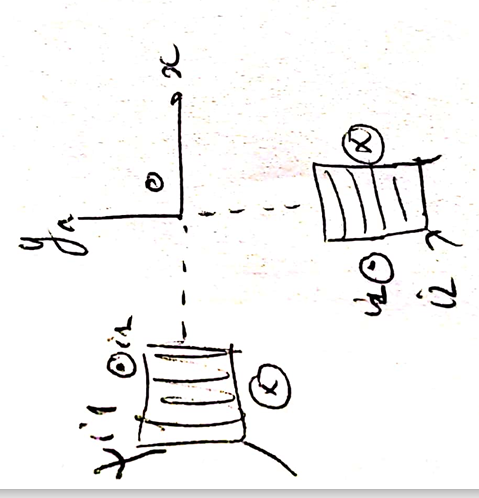 x
⊙
y
⊗
i2 ⊙
i2
⊙ i1
i1
⊗